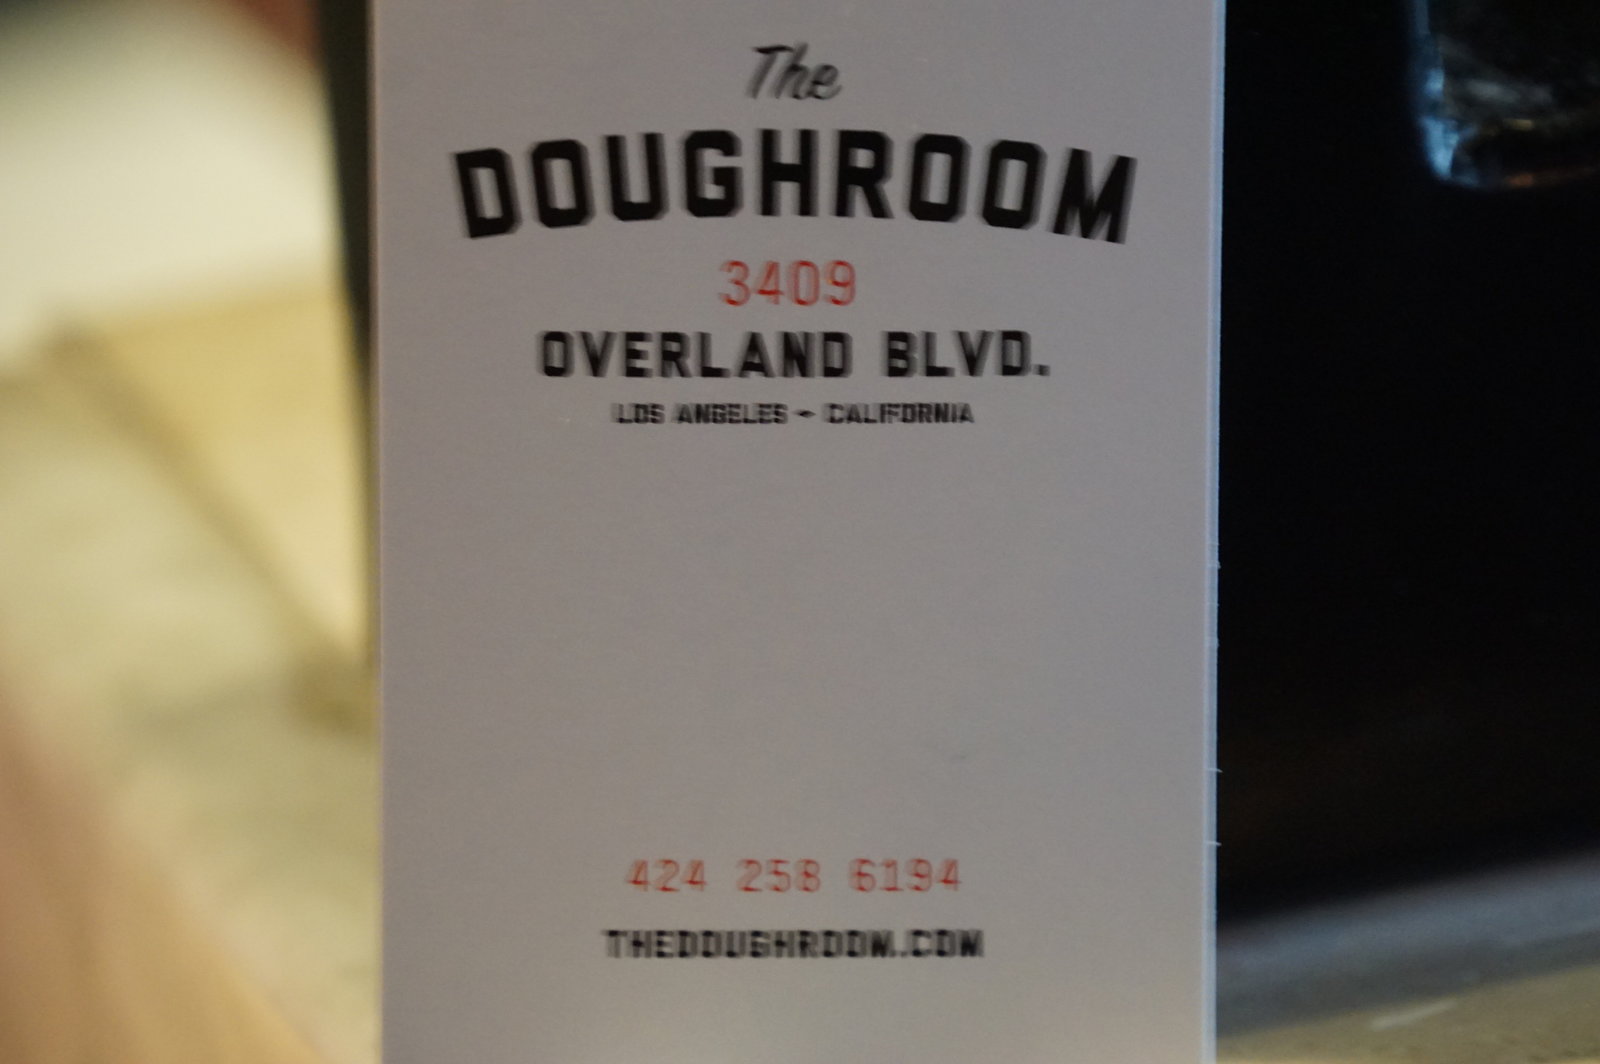 The
DOUGHROOM
3409
OVERLAND BLVD.
LOS ANGELES - CALIFORNIA
424 258 6194
THEDOUGHROOM.COM